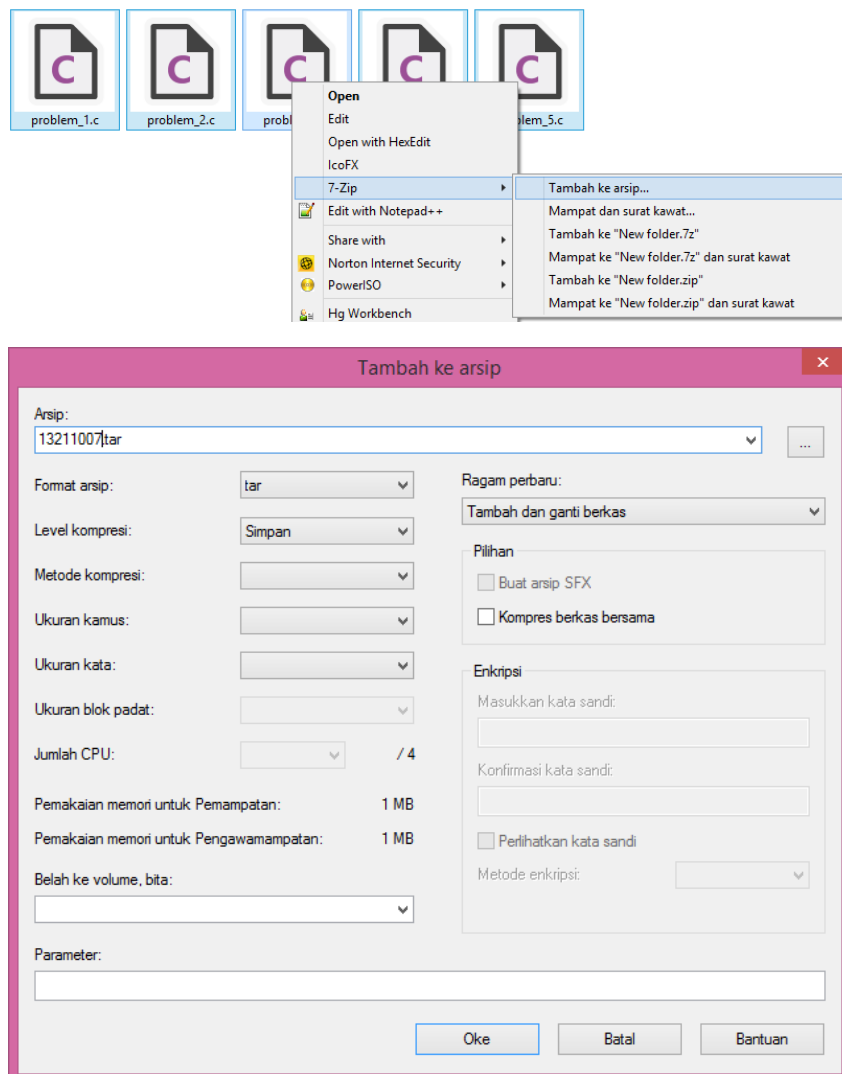 problem_1.c
problem_2.c
probl
lem_5.c
Open
Edit
Open with HexEdit
IcoFX
7-Zip
Edit with Notepad++
Share with
Norton Internet Security
PowerISO
Hg Workbench
Tambah ke arsip...
Mampat dan surat kawat...
Tambah ke "New folder.7z"
Mampat ke "New folder.7z" dan surat kawat
Tambah ke "New folder.zip"
Mampat ke "New folder.zip" dan surat kawat
Tambah ke arsip
Arsip:
13211007.tar
...
Format arsip:
tar
Level kompresi:
Simpan
Metode kompresi:
Ukuran kamus:
Ukuran kata:
Ukuran blok padat:
Jumlah CPU:
/ 4
Pemakaian memori untuk Pemampatan:
1 MB
Pemakaian memori untuk Pengawamampatan:
1 MB
Belah ke volume, bita:
Ragam perbaru:
Tambah dan ganti berkas
Pilihan
Buat arsip SFX
Kompres berkas bersama
Enkripsi
Masukkan kata sandi:
Konfirmasi kata sandi:
Perlihatkan kata sandi
Metode enkripsi:
Parameter:
Oke
Batal
Bantuan